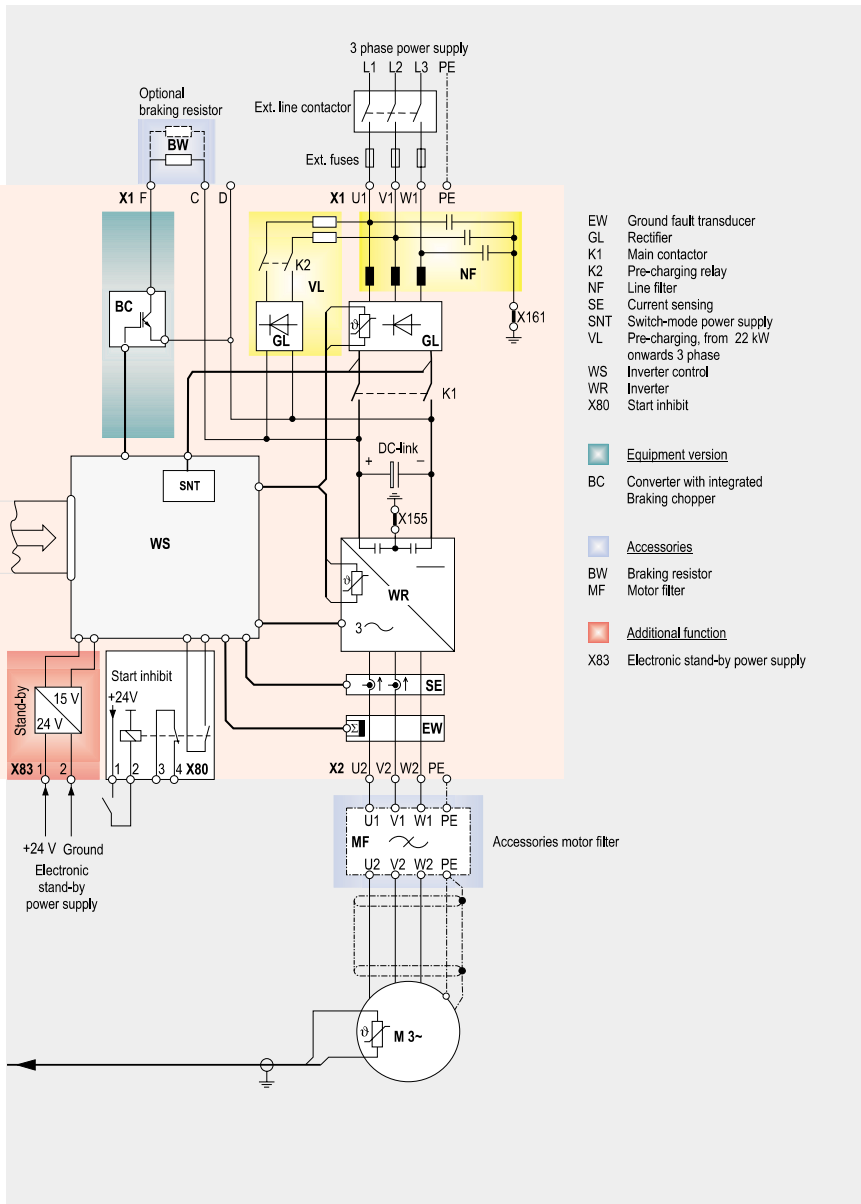 3 phase power supply
L1 L2 L3 PE
Optional
braking resistor
BW
Ext. line contactor
Ext. fuses
X1 F C D
X1 U1 V1 W1 PE
K2
VL
NF
BC
GL
ϑ
GL
X161
K1
DC-link
+ −
SNT
X155
WS
ϑ
WR
3
Stand-by
15 V
24 V
Start inhibit
+24V
SE
Σ
EW
X83 1 2
1 2 3 4 X80
X2 U2 V2 W2 PE
+24 V Ground
Electronic
stand-by
power supply
U1 V1 W1 PE
MF
U2 V2 W2 PE
Accessories motor filter
ϑ
M 3~
EW Ground fault transducer
GL Rectifier
K1 Main contactor
K2 Pre-charging relay
NF Line filter
SE Current sensing
SNT Switch-mode power supply
VL Pre-charging, from 22 kW
onwards 3 phase
WS Inverter control
WR Inverter
X80 Start inhibit
Equipment version
BC Converter with integrated
Braking chopper
Accessories
BW Braking resistor
MF Motor filter
Additional function
X83 Electronic stand-by power supply